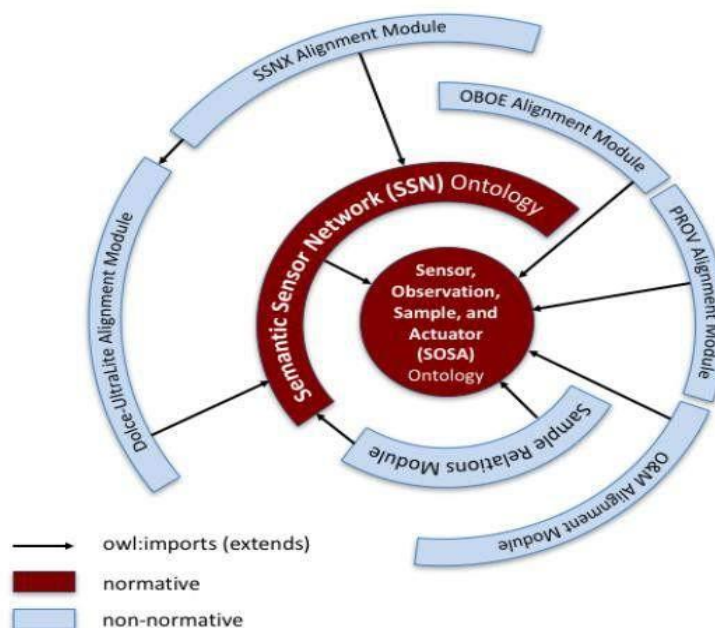 SSNX Alignment Module
OBOE Alignment Module
PROV Alignment Module
Dolce-UltraLite Alignment Module
Semantic Sensor Network (SSN) Ontology
Sensor,
Observation,
Sample, and
Actuator
(SOSA)
Ontology
Sample Relations Module
O&M Alignment Module
owl:imports (extends)
normative
non-normative